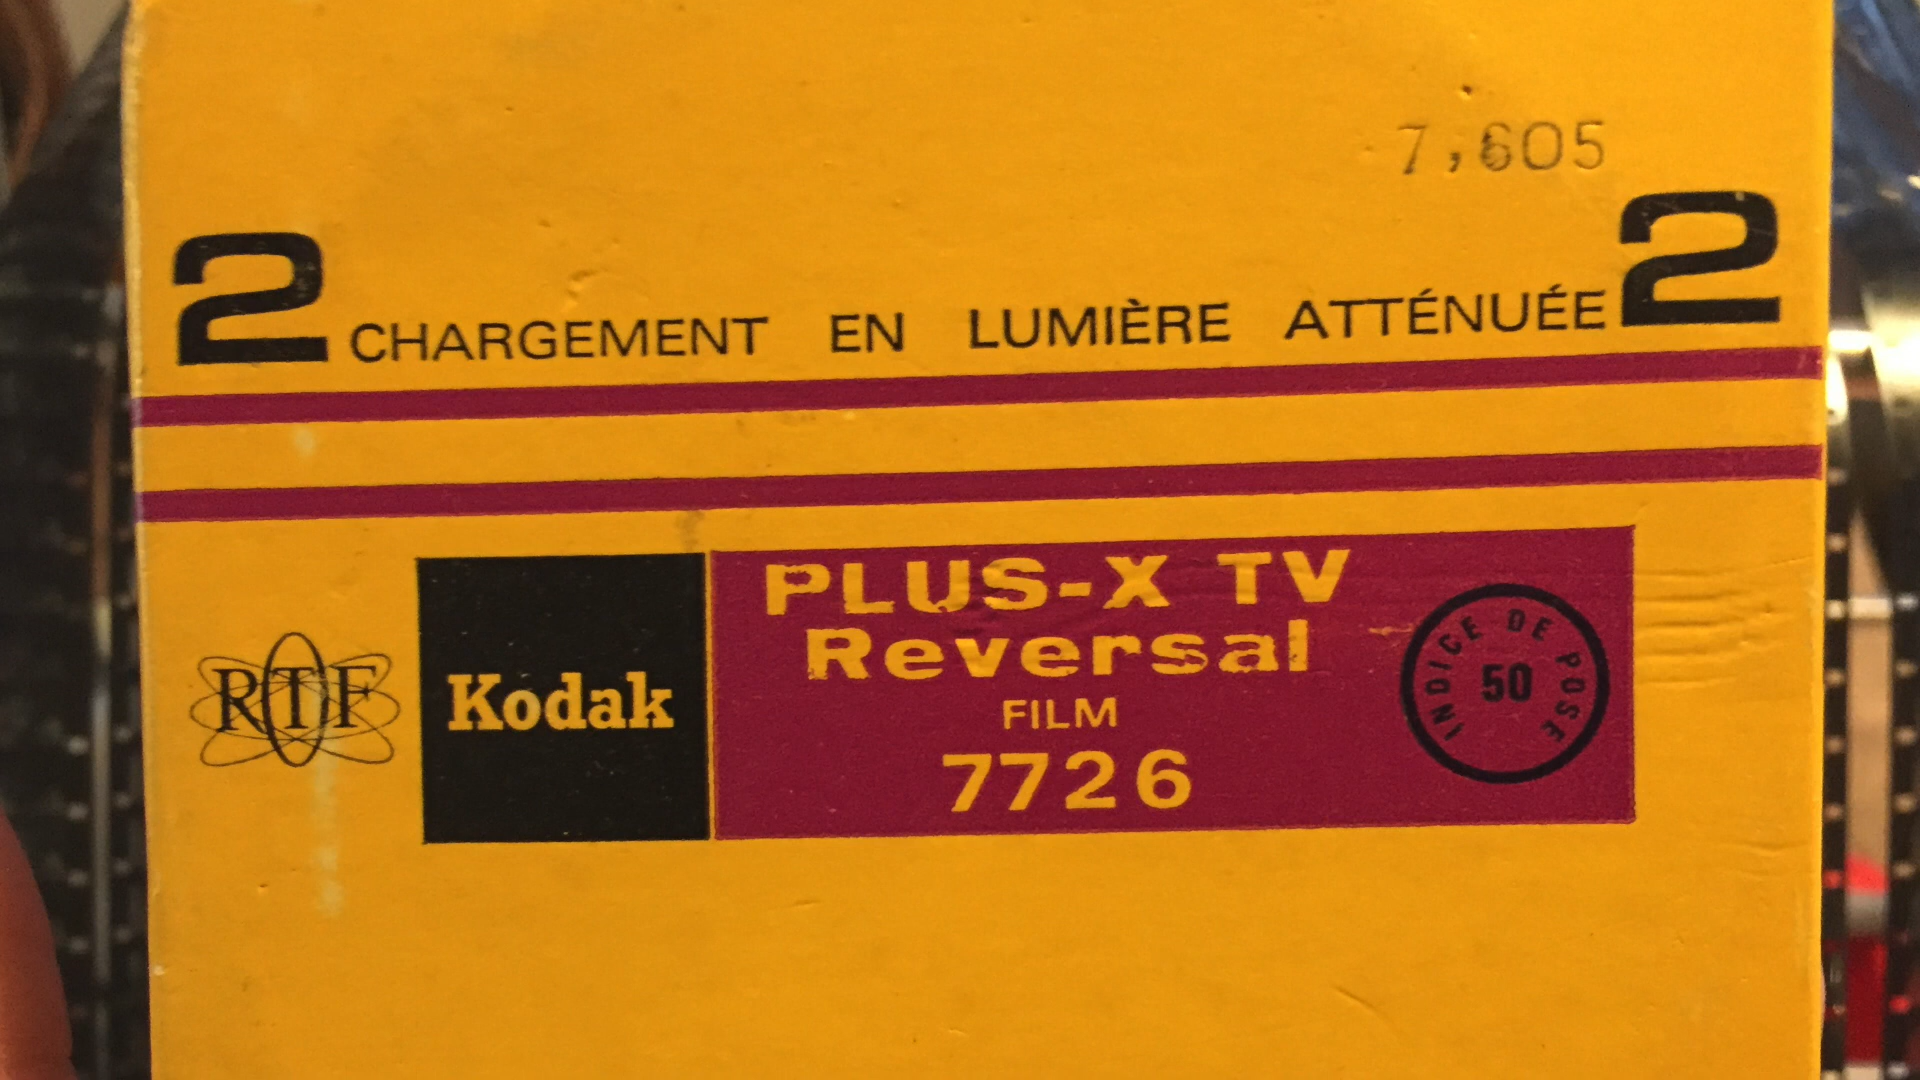 7,605
2 CHARGEMENT EN LUMIÈRE ATTÉNUÉE 2
RTF
Kodak
PLUS-X TV
Reversal
FILM
7726
INDICE DE POSE
50